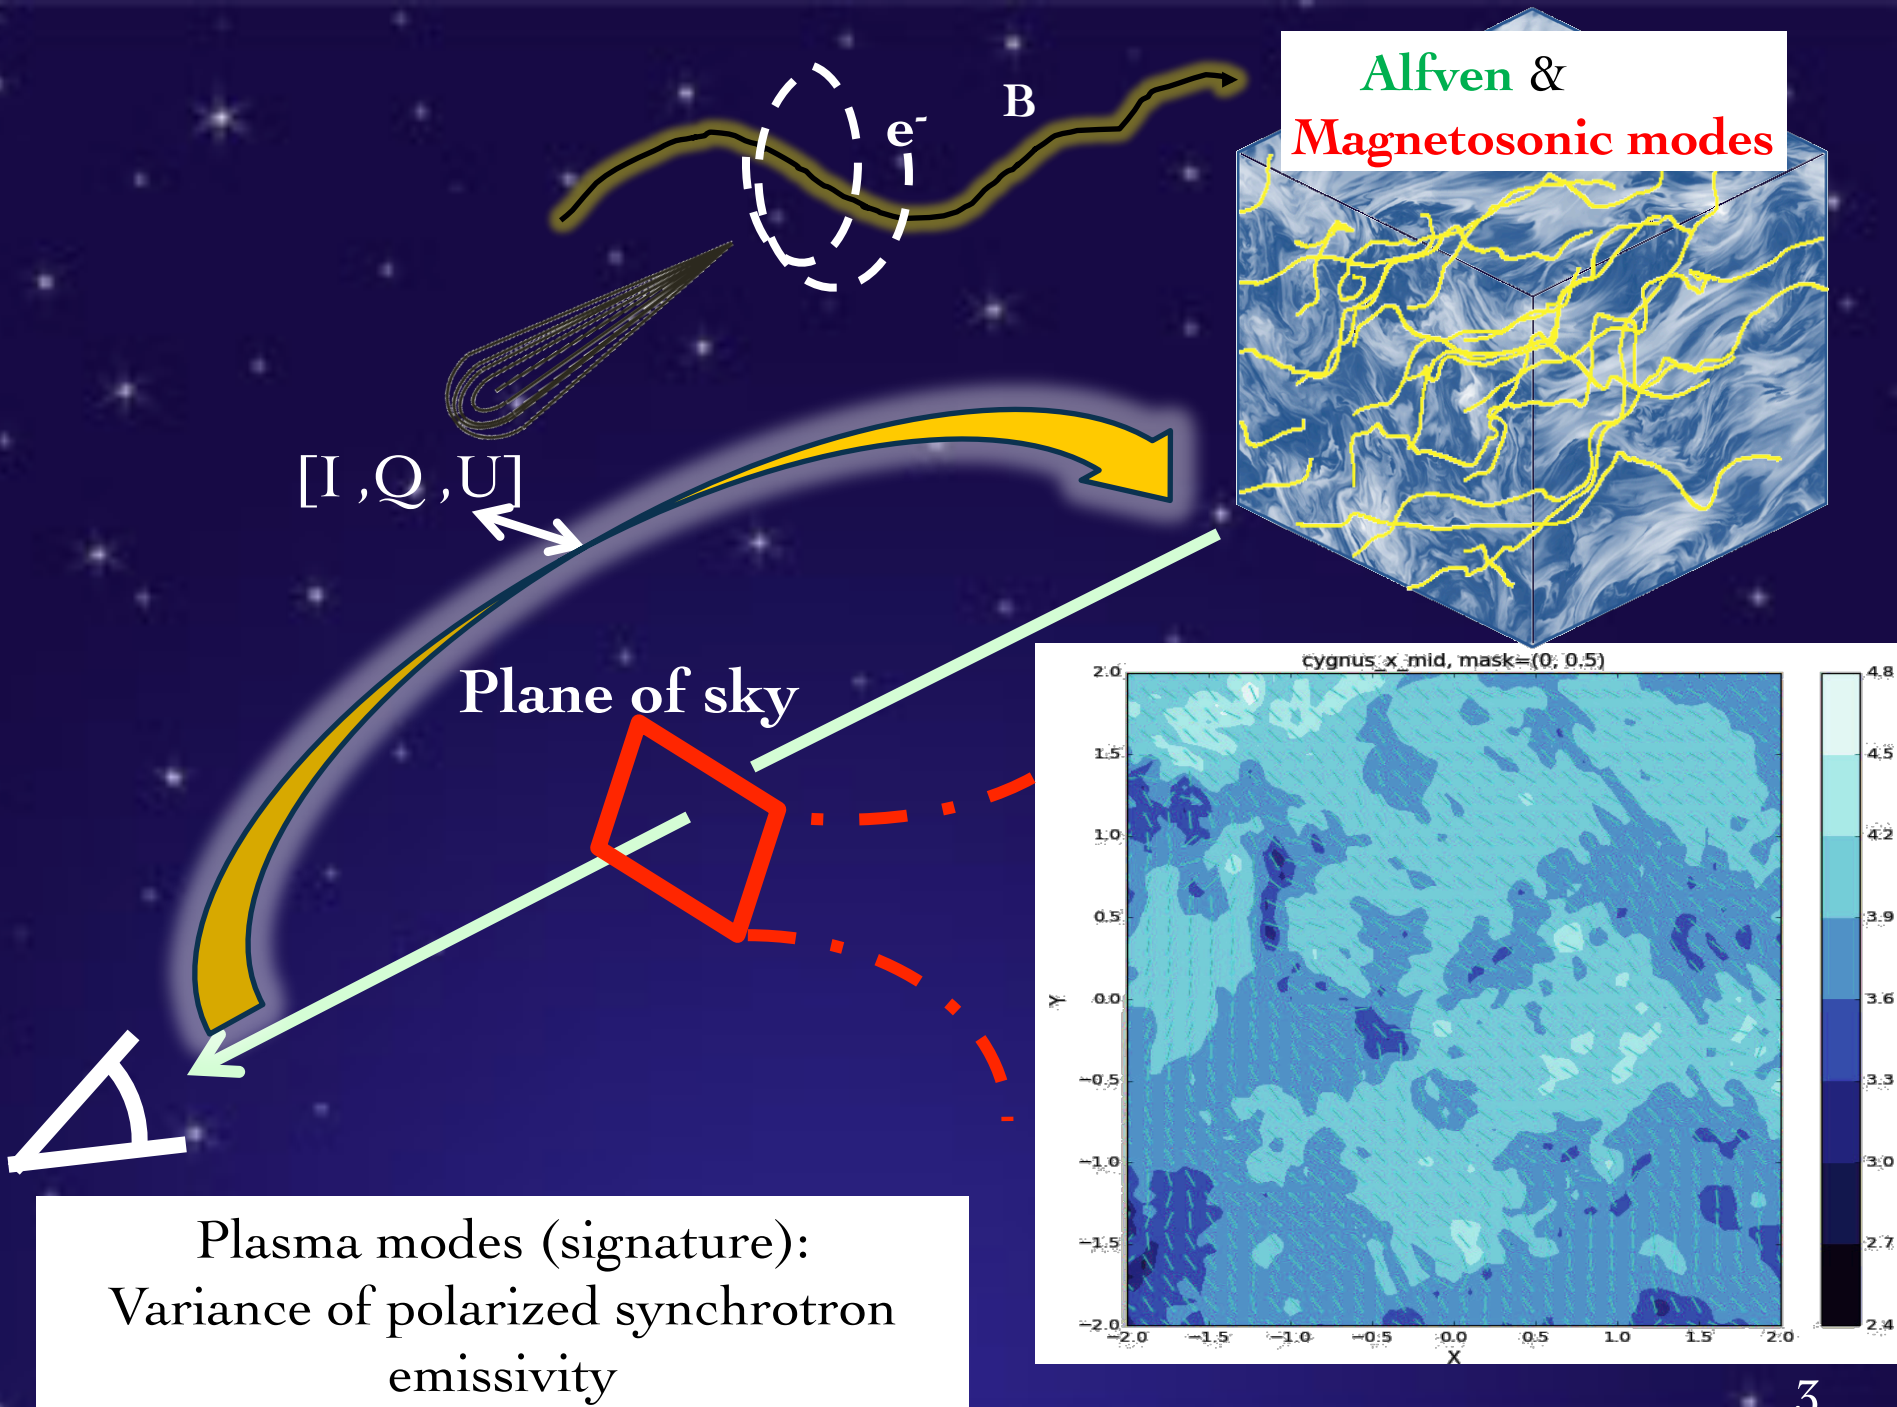 Alfven &
Magnetosonic modes
B
e-
[I ,Q ,U]
Plane of sky
cygnus_x_mid, mask=(0, 0.5)
2.0
1.5
1.0
0.5
0.0
−0.5
−1.0
−1.5
−2.0
Y
−2.0 −1.5 −1.0 −0.5 0.0 0.5 1.0 1.5 2.0
X
4.8
4.5
4.2
3.9
3.6
3.3
3.0
2.7
2.4
Plasma modes (signature):
Variance of polarized synchrotron
emissivity
3